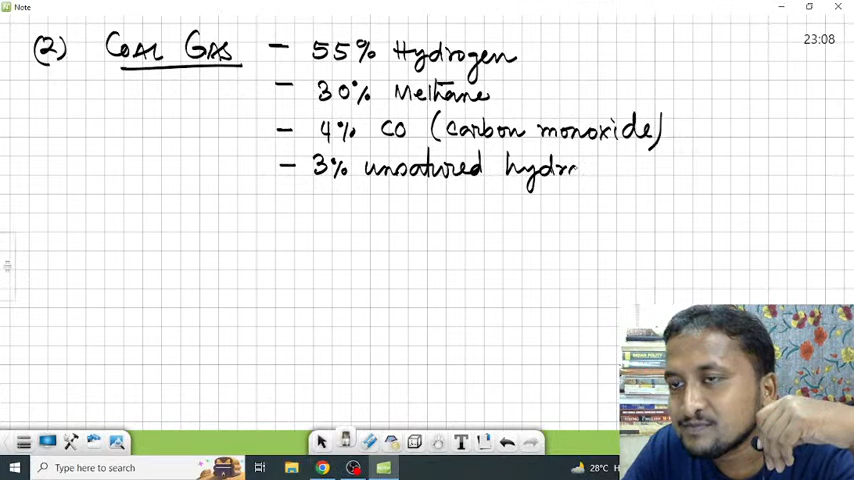 Note
23:08
(2) COAL GAS - 55% Hydrogen
- 30% Methane
- 4% CO (carbon monoxide)
- 3% unsatured hydr
Type here to search
28°C H